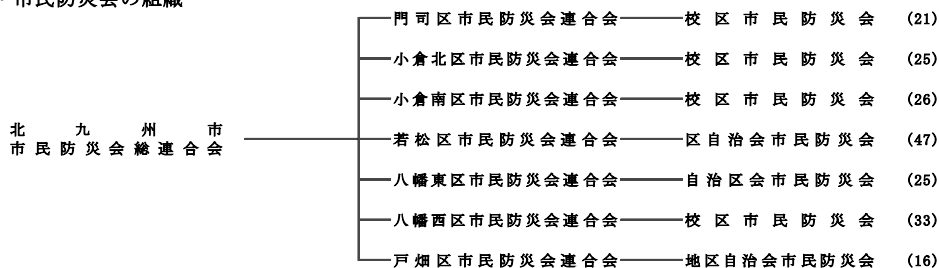 市民防災会の組織
門司区市民防災会連合会 校区市民防災会 (21)
小倉北区市民防災会連合会 校区市民防災会 (25)
小倉南区市民防災会連合会 校区市民防災会 (26)
北九州市
市民防災会総連合会
若松区市民防災会連合会 区自治会市民防災会 (47)
八幡東区市民防災会連合会 自治区会市民防災会 (25)
八幡西区市民防災会連合会 校区市民防災会 (33)
戸畑区市民防災会連合会 地区自治会市民防災会 (16)